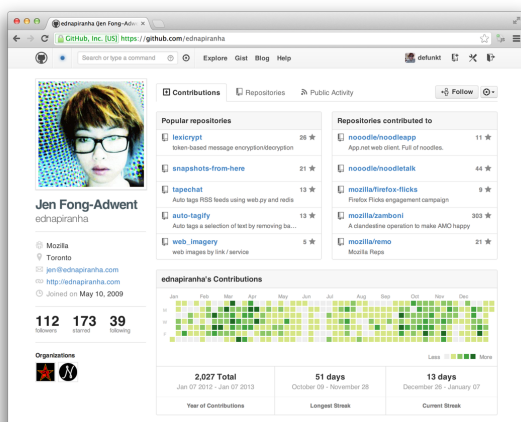 ednapiranha (Jen Fong-Adw
GitHub, Inc. [US] https://github.com/ednapiranha
Search or type a command
Explore Gist Blog Help
defunkt
Contributions
Repositories
Public Activity
Follow
Popular repositories
lexicrypt 26
token-based message encryption/decryption
snapshots-from-here 21
tapechat 13
Auto tags RSS feeds using web.py and redis
auto-tagify 13
Auto tags a selection of text by removing ba...
web_imagery 5
web images by link / service
Repositories contributed to
nooodle/noodleapp 11
App.net web client. Full of noodles.
nooodle/noodletalk 44
mozilla/firefox-flicks 9
Firefox Flicks engagement campaign
mozilla/zamboni 303
A clandestine operation to make AMO happy
mozilla/remo 21
Mozilla Reps
Jen Fong-Adwent
ednapiranha
Mozilla
Toronto
jen@ednapiranha.com
http://ednapiranha.com
Joined on May 10, 2009
112 173 39
followers starred following
Organizations
ednapiranha's Contributions
Jan Feb Mar Apr May Jun Jul Aug Sep Oct Nov Dec
Less More
2,027 Total
Jan 07 2012 - Jan 07 2013
Year of Contributions
51 days
October 09 - November 28
Longest Streak
13 days
December 26 - January 07
Current Streak